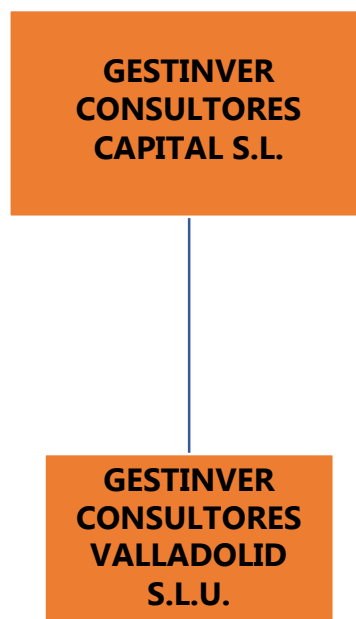 GESTINVER
CONSULTORES
CAPITAL S.L.
GESTINVER
CONSULTORES
VALLADOLID
S.L.U.